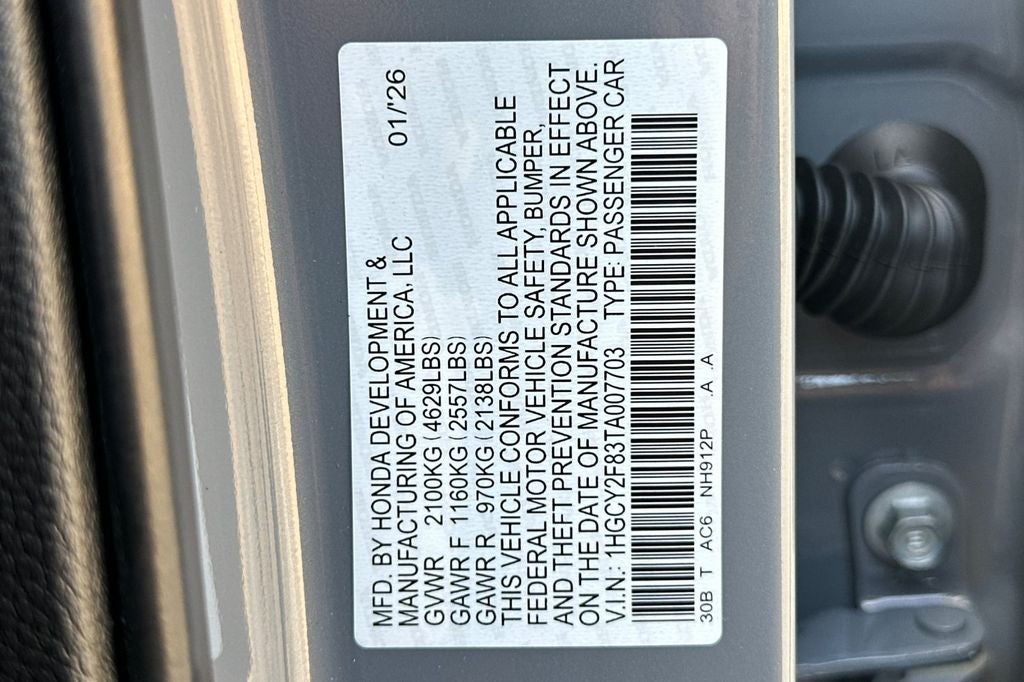 MFD. BY HONDA DEVELOPMENT &
MANUFACTURING OF AMERICA, LLC 01/'26
GVWR 2100KG (4629LBS)
GAWR F 1160KG (2557LBS)
GAWR R 970KG (2138LBS)
THIS VEHICLE CONFORMS TO ALL APPLICABLE
FEDERAL MOTOR VEHICLE SAFETY, BUMPER,
AND THEFT PREVENTION STANDARDS IN EFFECT
ON THE DATE OF MANUFACTURE SHOWN ABOVE.
V.I.N.: 1HGCY2F83TA007703 TYPE: PASSENGER CAR
30B T AC6 NH912P .A .A